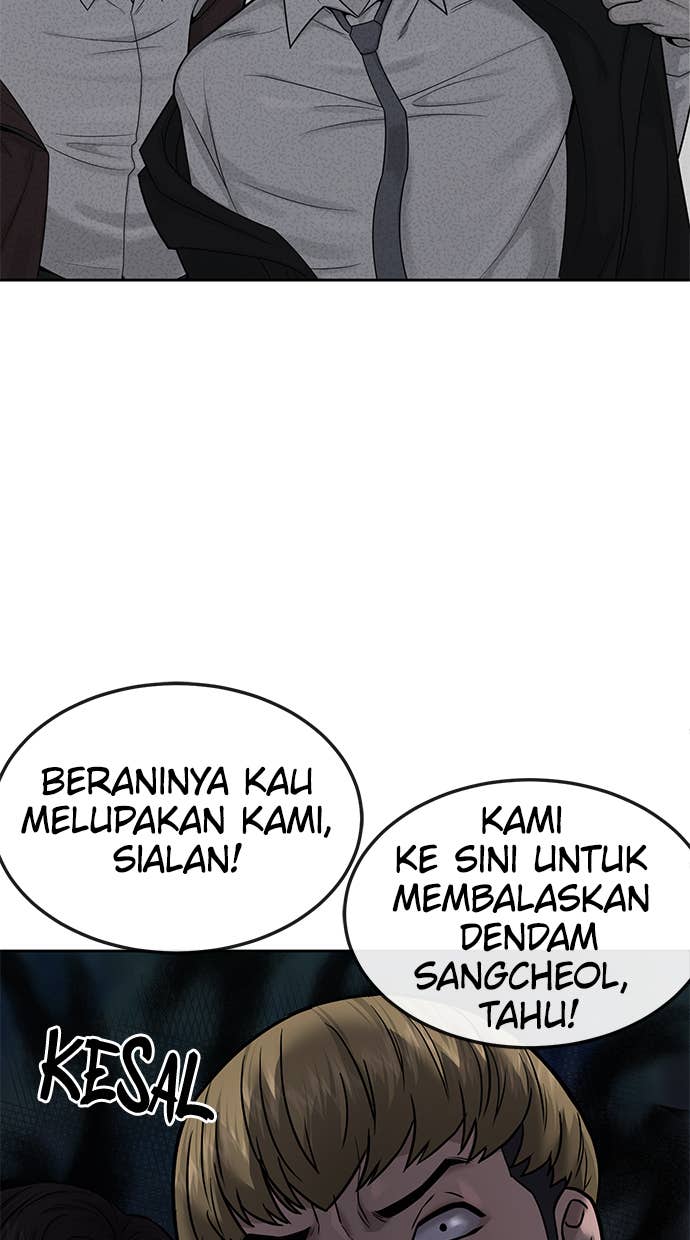 BERANINYA KAU
MELUPAKAN KAMI,
SIALAN!
KAMI
KE SINI UNTUK
MEMBALASKAN
DENDAM
SANGCHEOL,
TAHU!
KESAL